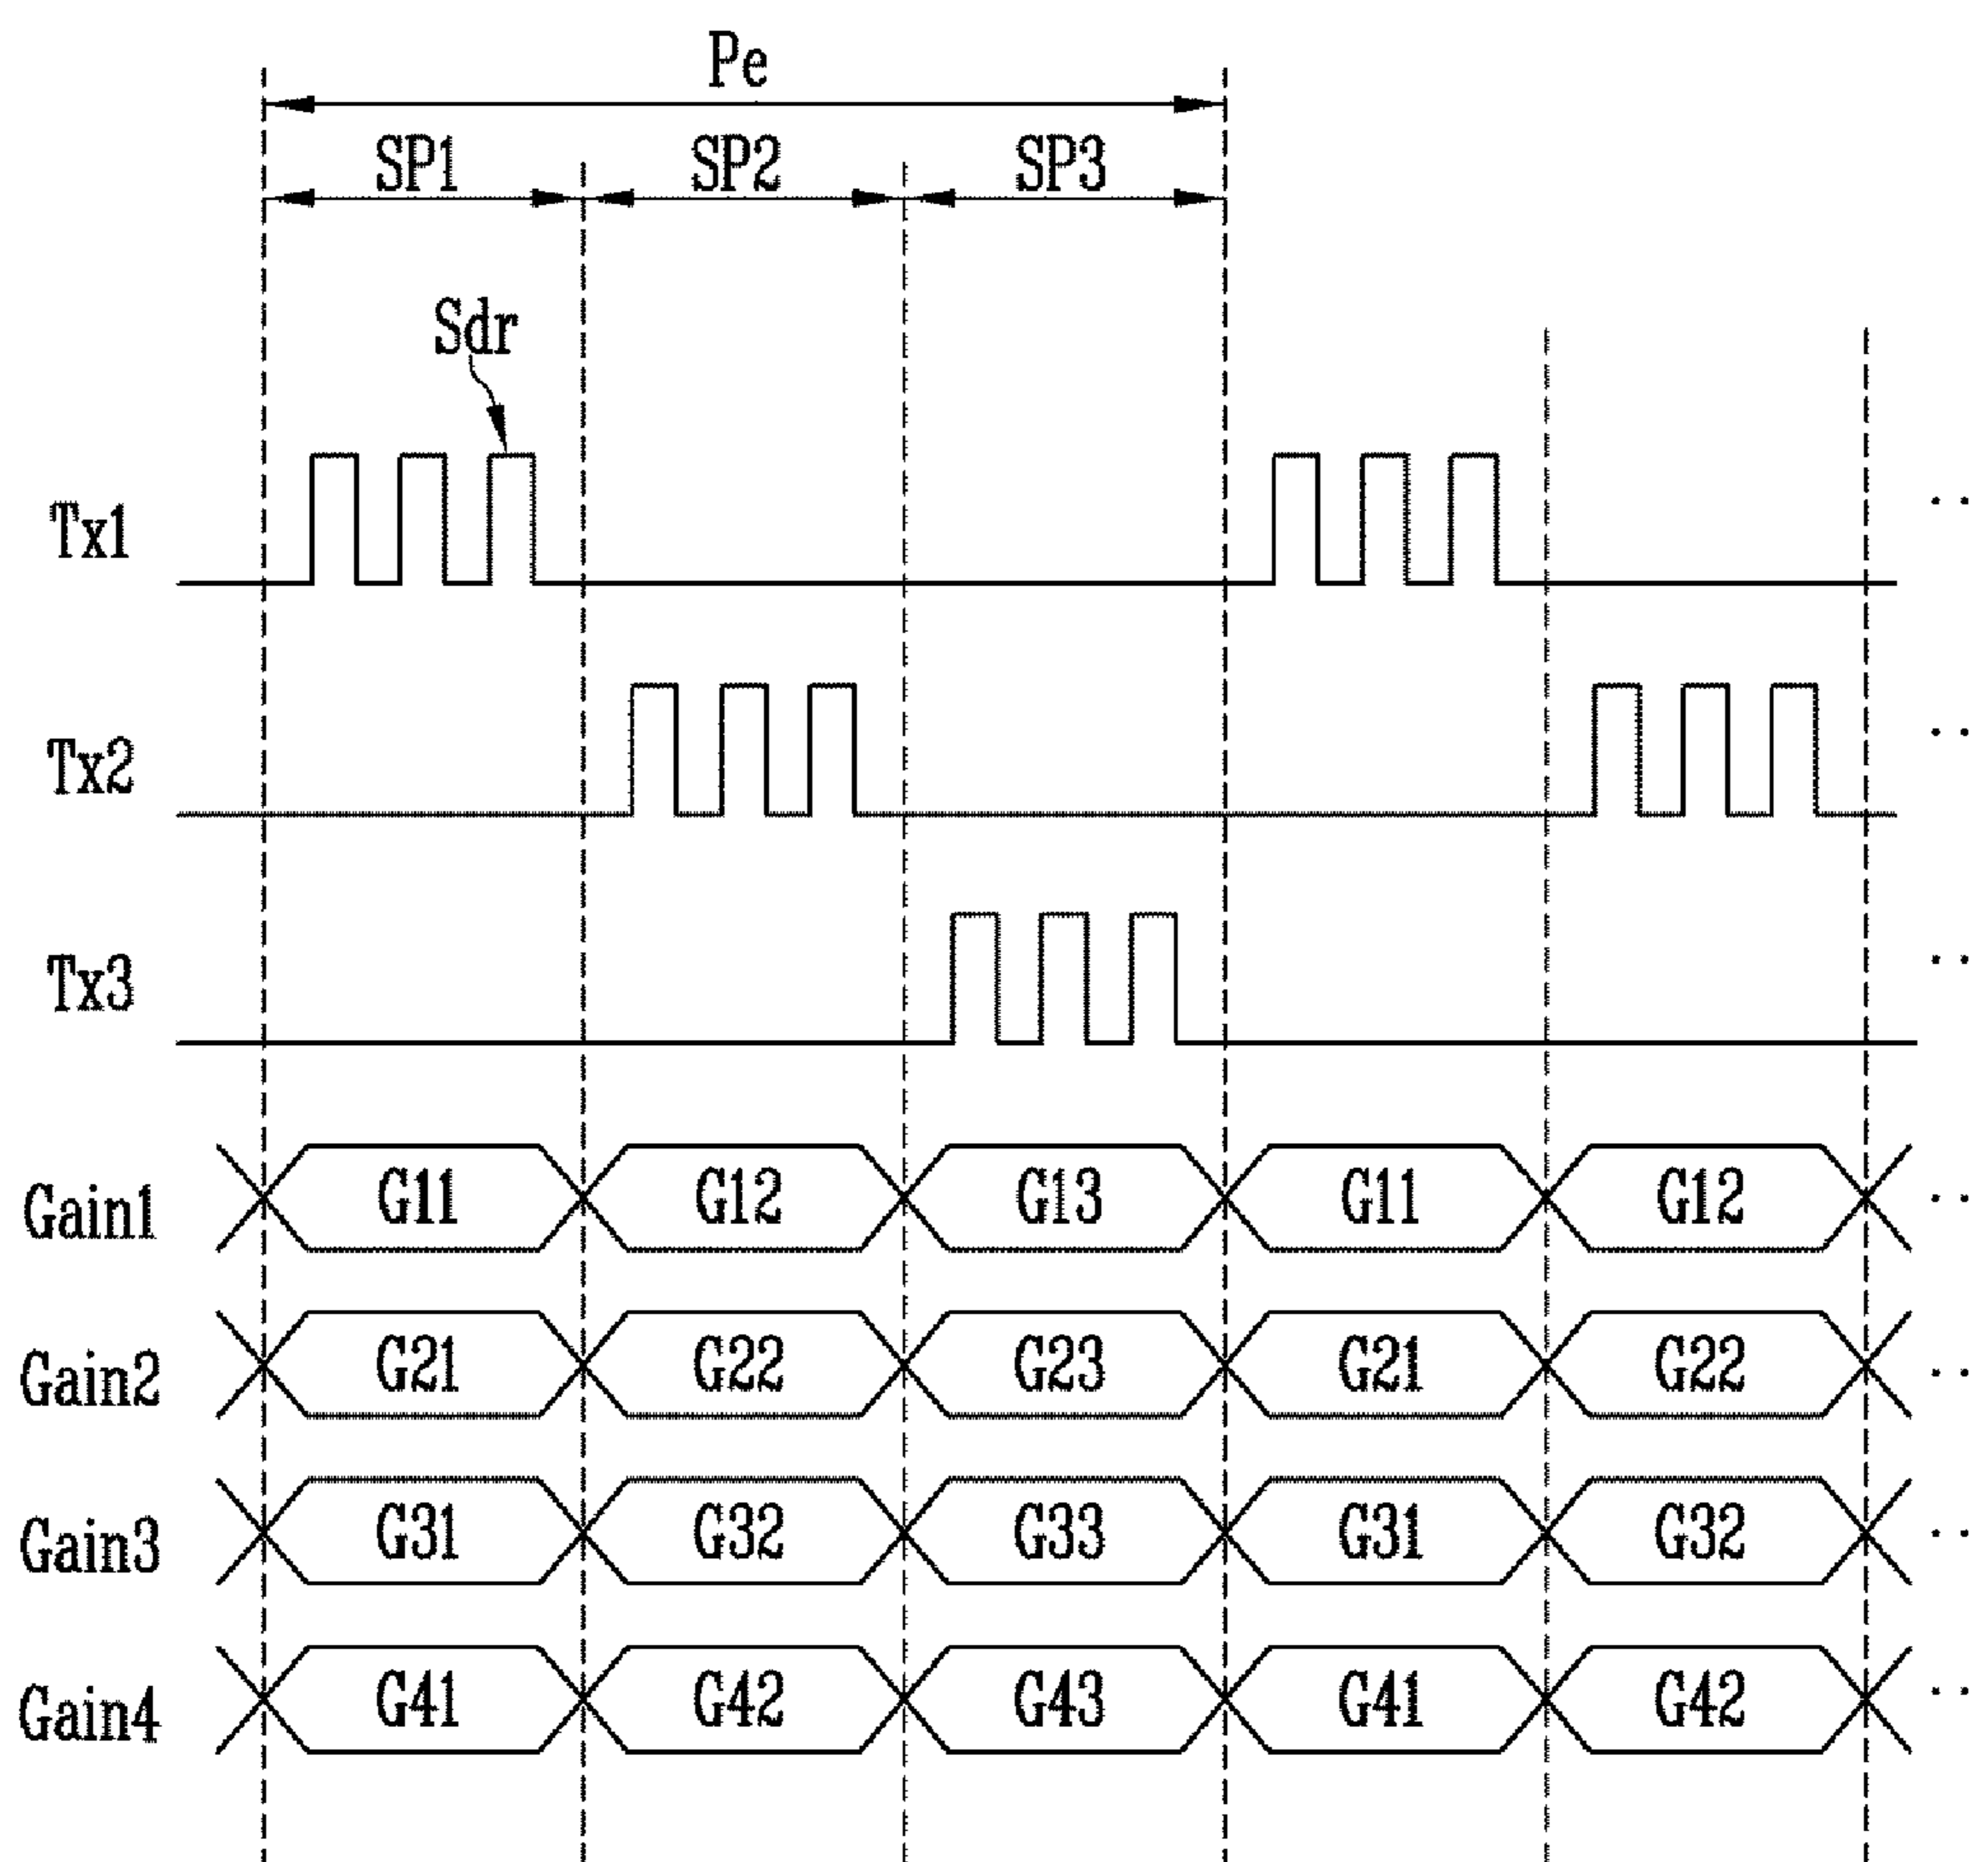 Pe
SP1 SP2 SP3
Sdr
Tx1 ..
Tx2 ..
Tx3 ..
Gain1 G11 G12 G13 G11 G12 ..
Gain2 G21 G22 G23 G21 G22 ..
Gain3 G31 G32 G33 G31 G32 ..
Gain4 G41 G42 G43 G41 G42 ..